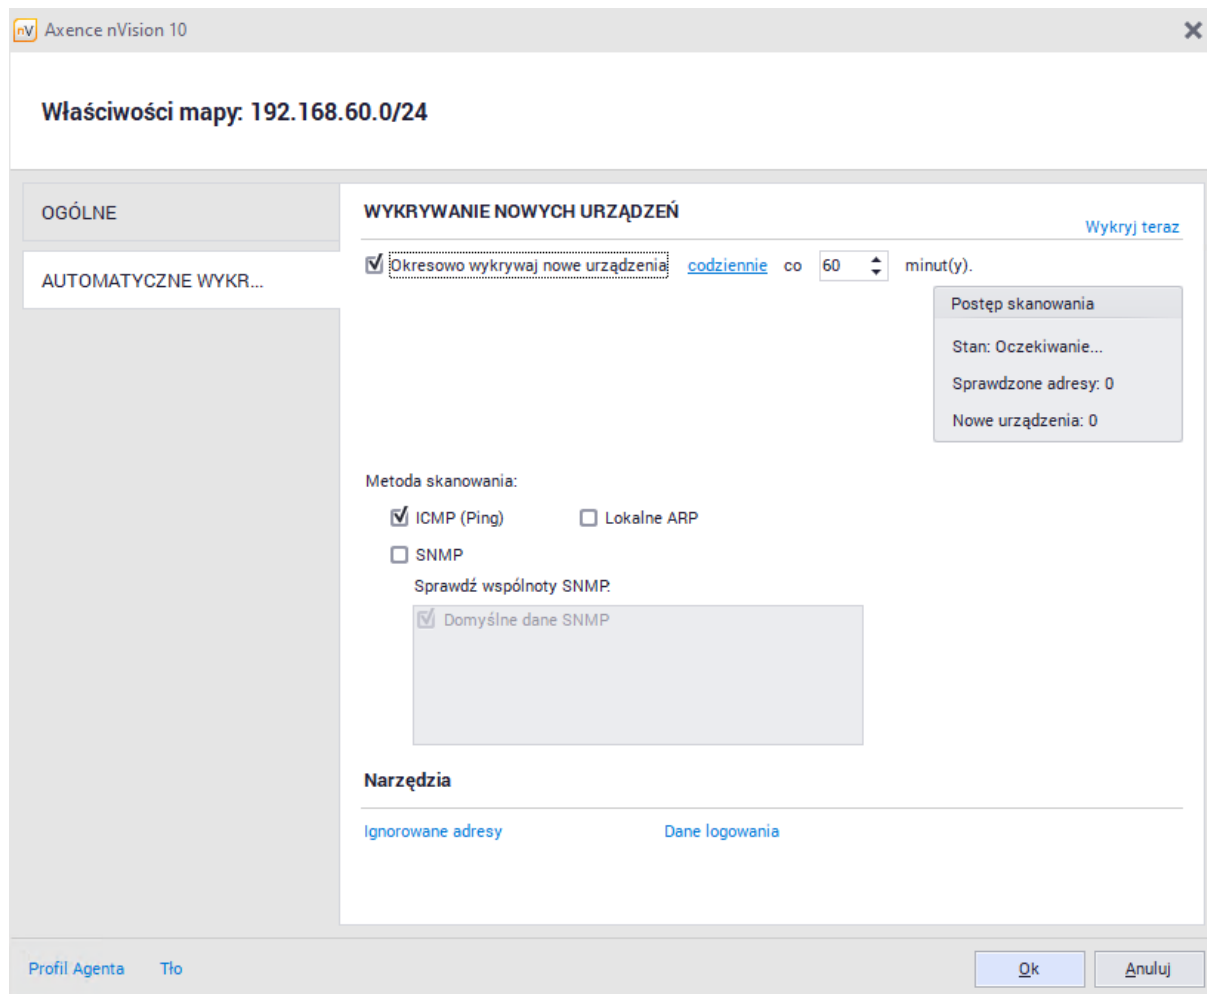 nV Axence nVision 10
Właściwości mapy: 192.168.60.0/24
OGÓLNE
AUTOMATYCZNE WYKR...
WYKRYWANIE NOWYCH URZĄDZEŃ
Wykryj teraz
Okresowo wykrywaj nowe urządzenia codziennie co 60 minut(y).
Postęp skanowania
Stan: Oczekiwanie...
Sprawdzone adresy: 0
Nowe urządzenia: 0
Metoda skanowania:
ICMP (Ping) Lokalne ARP
SNMP
Sprawdź wspólnoty SNMP:
Domyślne dane SNMP
Narzędzia
Ignorowane adresy Dane logowania
Profil Agenta Tło Ok Anuluj